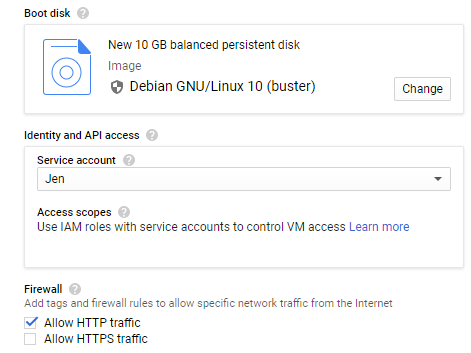 Boot disk
New 10 GB balanced persistent disk
Image
Debian GNU/Linux 10 (buster)
Change
Identity and API access
Service account
Jen
Access scopes
Use IAM roles with service accounts to control VM access Learn more
Firewall
Add tags and firewall rules to allow specific network traffic from the Internet
Allow HTTP traffic
Allow HTTPS traffic